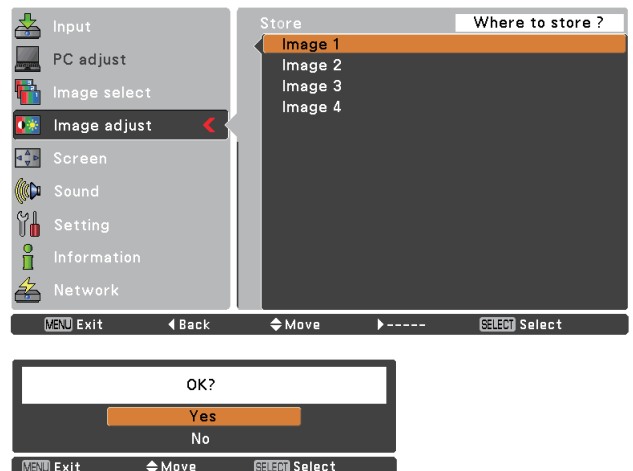 Input
PC adjust
Image select
Image adjust
Screen
Sound
Setting
Information
Network
Store
Where to store ?
Image 1
Image 2
Image 3
Image 4
MENU Exit ◀Back Move ▶----- SELECT Select
OK?
Yes
No
MENU Exit Move SELECT Select